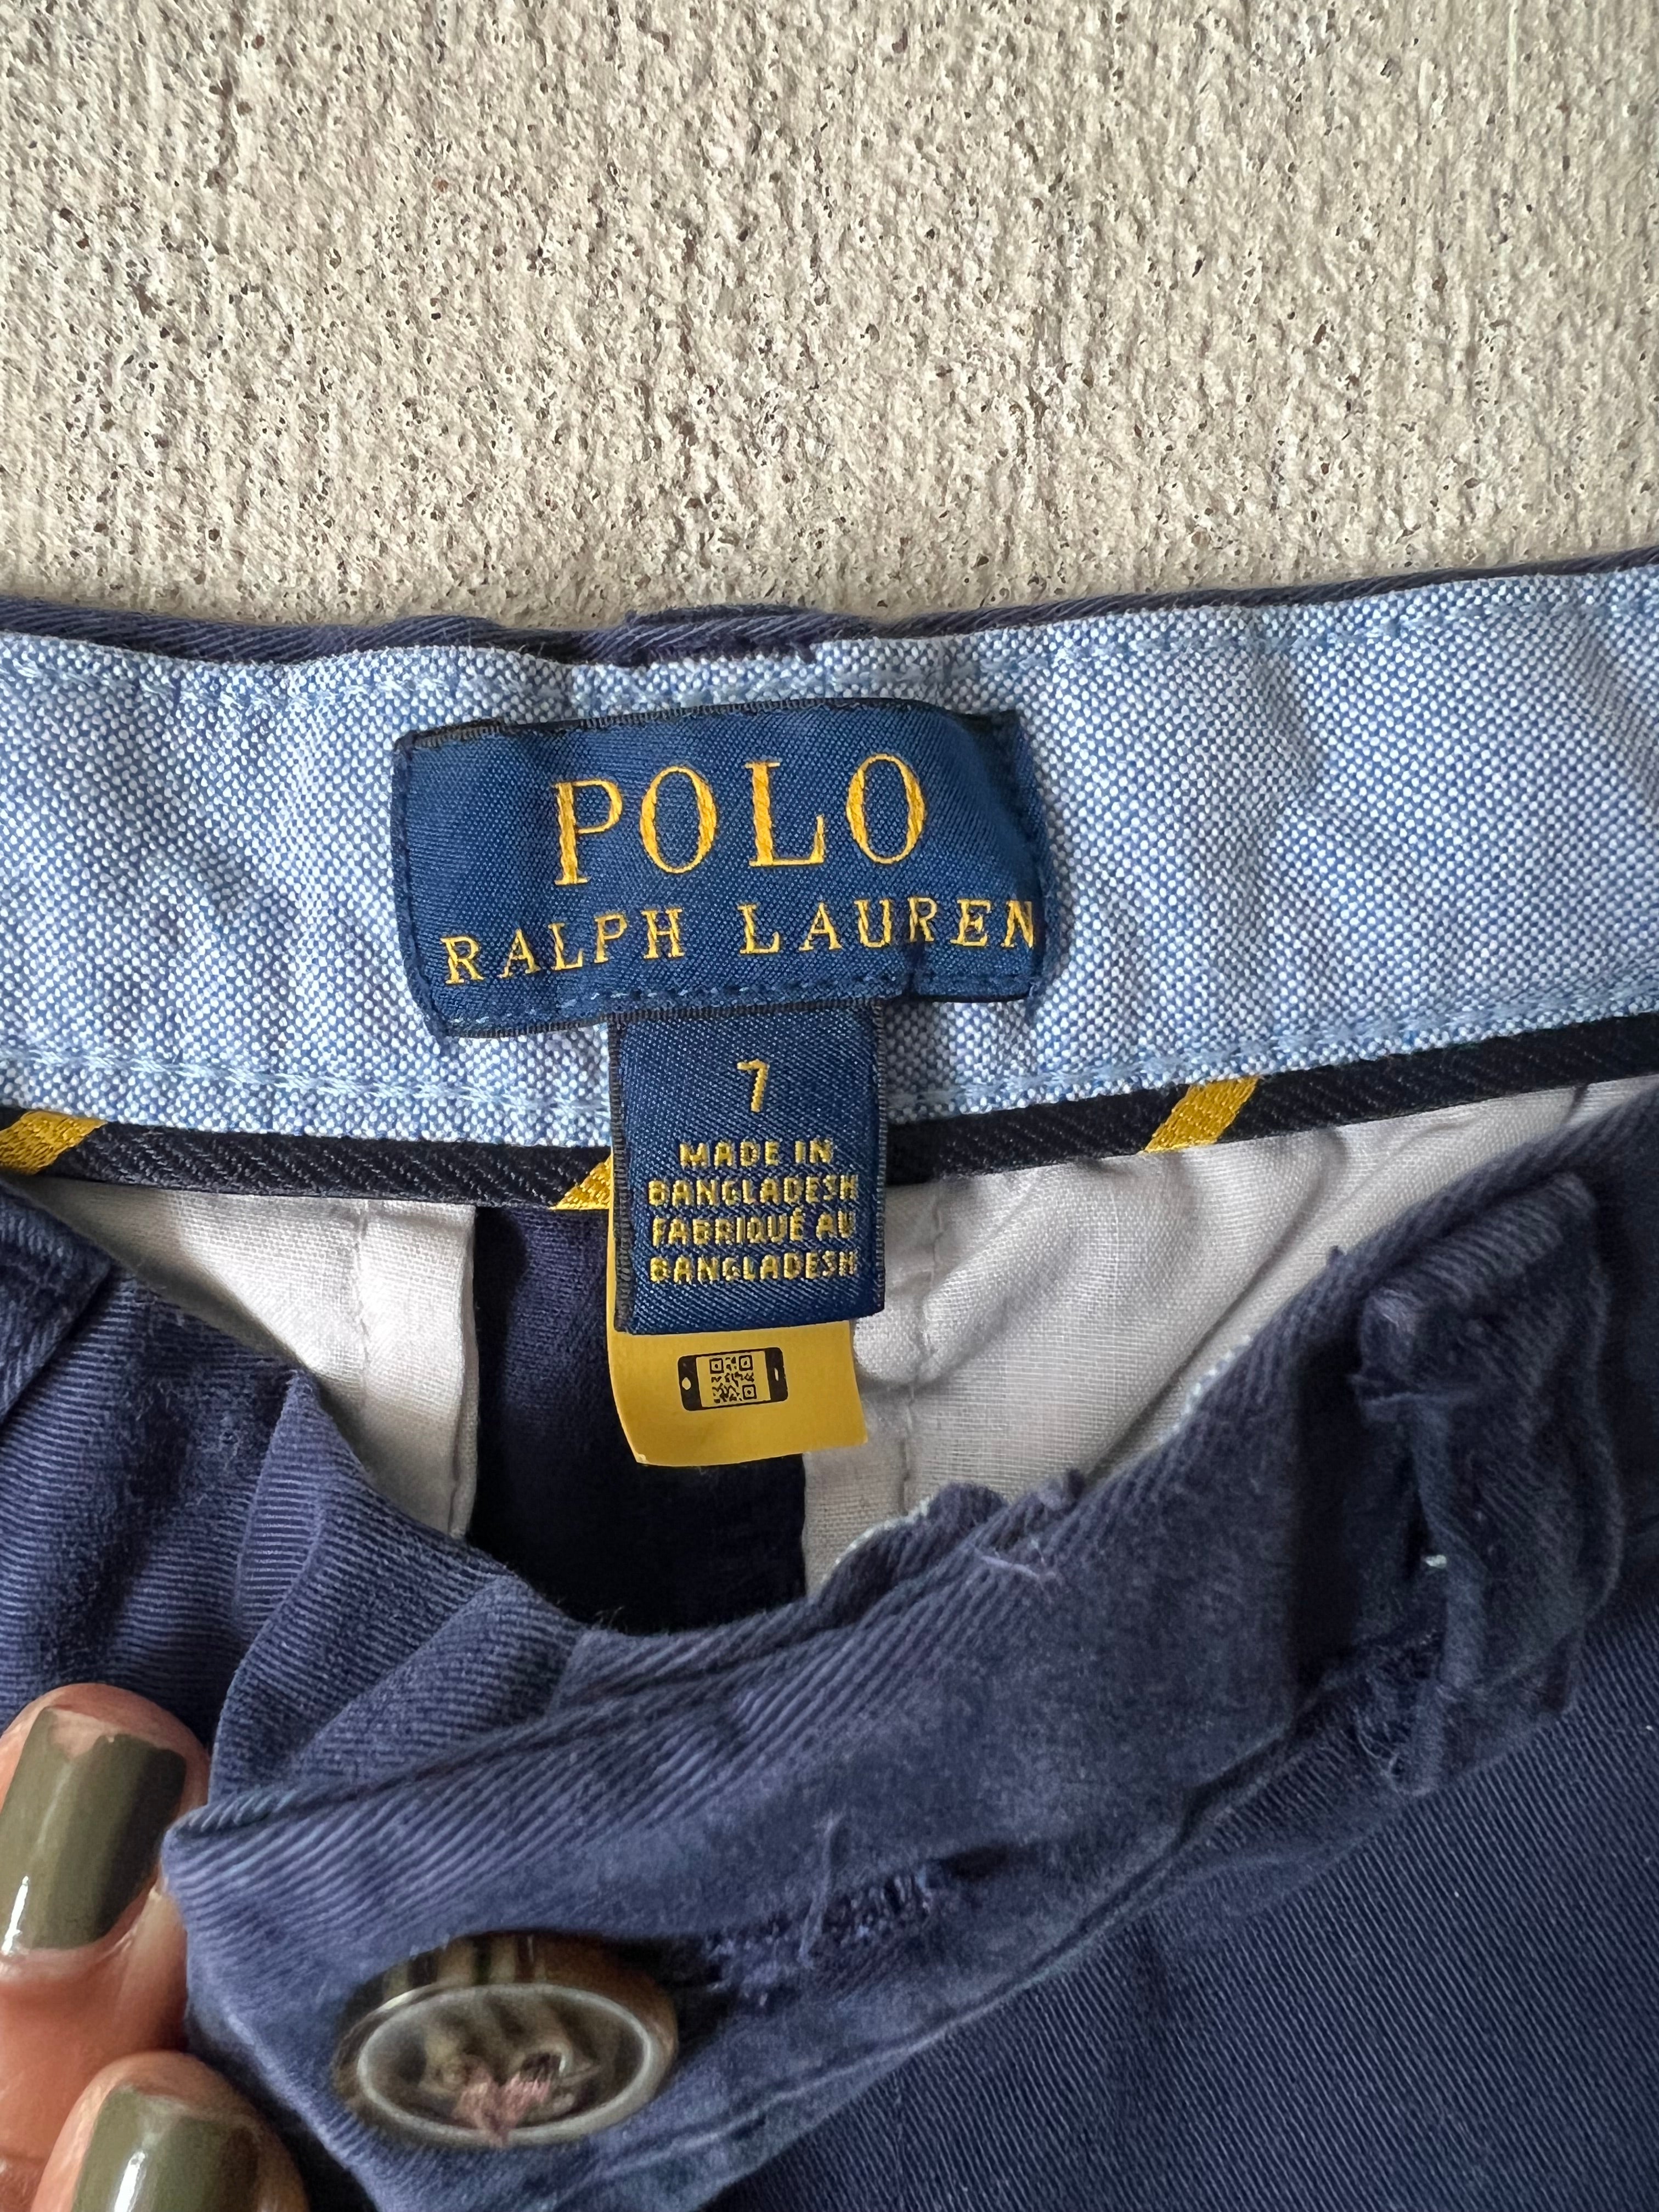 POLO
RALPH LAUREN
7
MADE IN
BANGLADESH
FABRIQUÉ AU
BANGLADESH